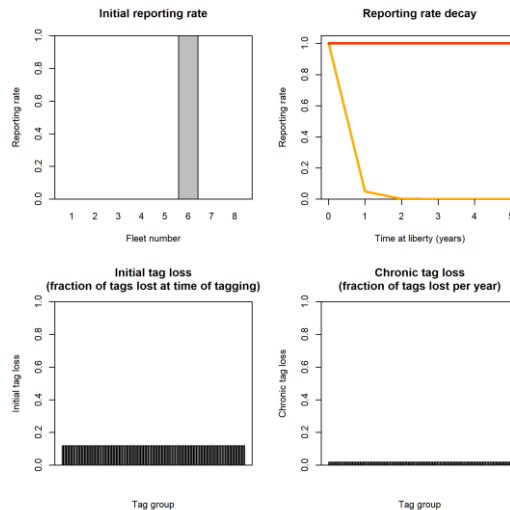 Initial reporting rate
Reporting rate
0.0 0.2 0.4 0.6 0.8 1.0
1 2 3 4 5 6 7 8
Fleet number
Reporting rate decay
Reporting rate
0.0 0.2 0.4 0.6 0.8 1.0
0 1 2 3 4 5
Time at liberty (years)
Initial tag loss
(fraction of tags lost at time of tagging)
Initial tag loss
0.0 0.2 0.4 0.6 0.8 1.0
Tag group
Chronic tag loss
(fraction of tags lost per year)
Chronic tag loss
0.0 0.2 0.4 0.6 0.8 1.0
Tag group